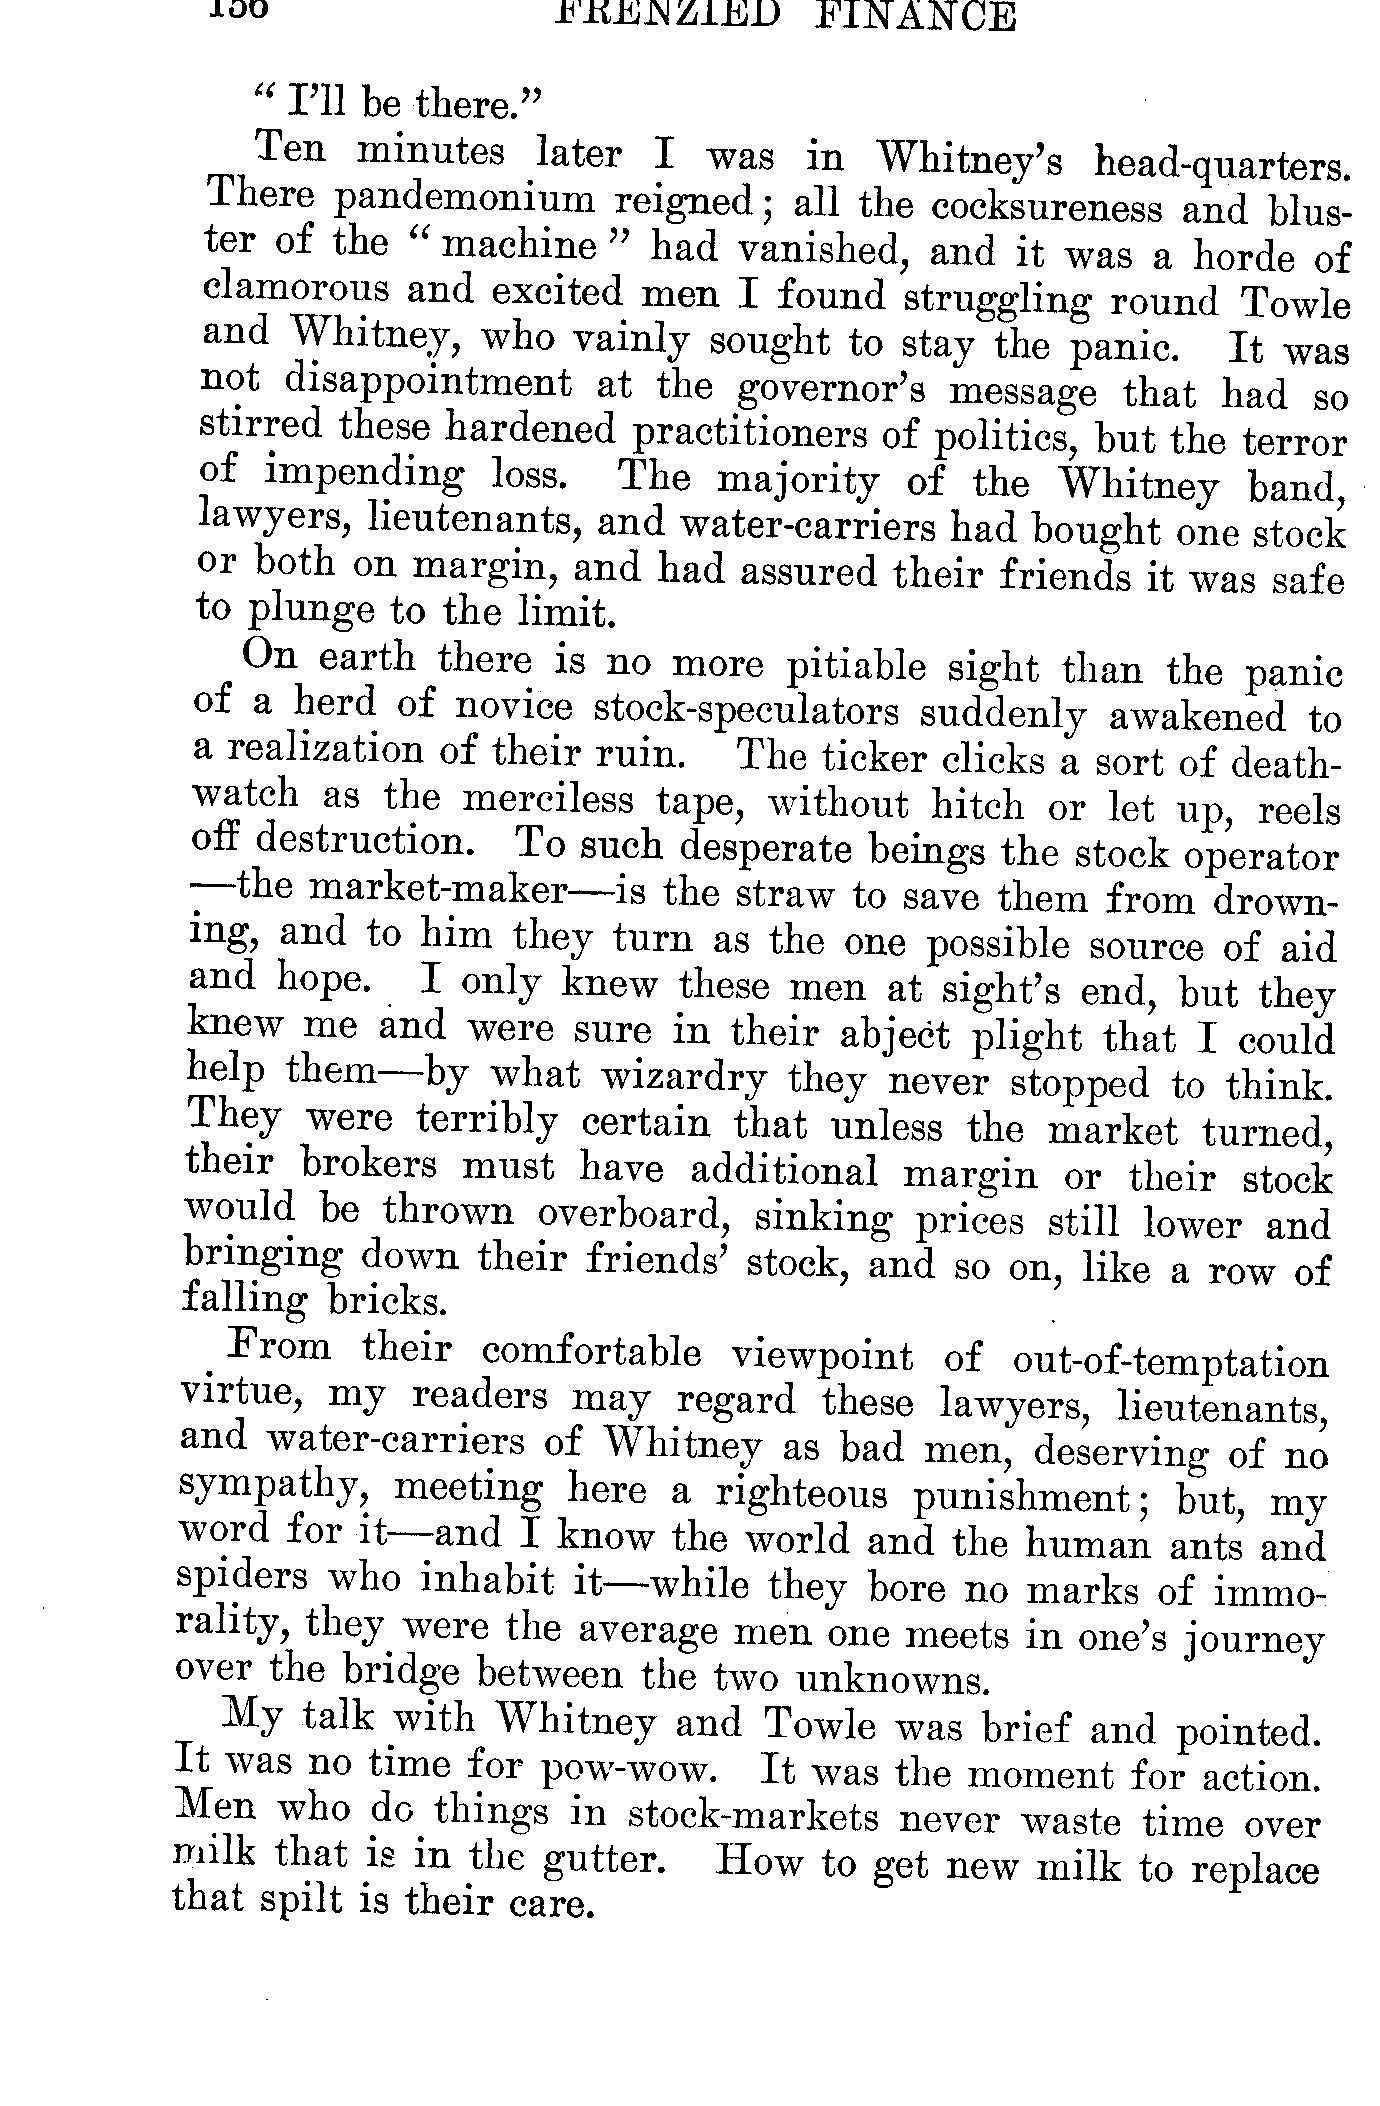 156 FRENZIED FINANCE
“ I’ll be there.”
Ten minutes later I was in Whitney’s head-quarters.
There pandemonium reigned; all the cocksureness and blus-
ter of the “ machine ” had vanished, and it was a horde of
clamorous and excited men I found struggling round Towle
and Whitney, who vainly sought to stay the panic. It was
not disappointment at the governor’s message that had so
stirred these hardened practitioners of politics, but the terror
of impending loss. The majority of the Whitney band,
lawyers, lieutenants, and water-carriers had bought one stock
or both on margin, and had assured their friends it was safe
to plunge to the limit.
On earth there is no more pitiable sight than the panic
of a herd of novice stock-speculators suddenly awakened to
a realization of their ruin. The ticker clicks a sort of death-
watch as the merciless tape, without hitch or let up, reels
off destruction. To such desperate beings the stock operator
—the market-maker—is the straw to save them from drown-
ing, and to him they turn as the one possible source of aid
and hope. I only knew these men at sight’s end, but they
knew me and were sure in their abject plight that I could
help them—by what wizardry they never stopped to think.
They were terribly certain that unless the market turned,
their brokers must have additional margin or their stock
would be thrown overboard, sinking prices still lower and
bringing down their friends’ stock, and so on, like a row of
falling bricks.
From their comfortable viewpoint of out-of-temptation
virtue, my readers may regard these lawyers, lieutenants,
and water-carriers of Whitney as bad men, deserving of no
sympathy, meeting here a righteous punishment; but, my
word for it—and I know the world and the human ants and
spiders who inhabit it—while they bore no marks of immo-
rality, they were the average men one meets in one’s journey
over the bridge between the two unknowns.
My talk with Whitney and Towle was brief and pointed.
It was no time for pow-wow. It was the moment for action.
Men who do things in stock-markets never waste time over
milk that is in the gutter. How to get new milk to replace
that spilt is their care.